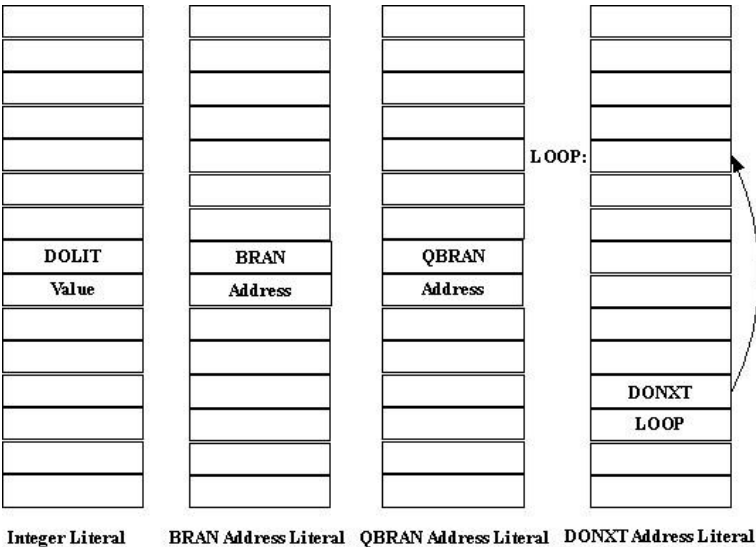 LOOP:
DOLIT
BRAN
QBRAN
Value
Address
Address
DONXT
LOOP
Integer Literal
BRAN Address Literal
QBRAN Address Literal
DONXT Address Literal